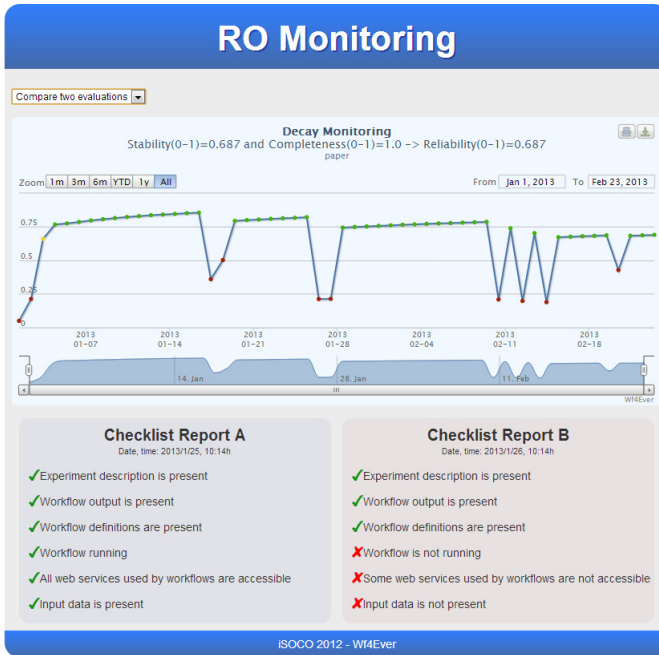 RO Monitoring
Compare two evaluations
Decay Monitoring
Stability(0-1)=0.687 and Completeness(0-1)=1.0 -> Reliability(0-1)=0.687
paper
Zoom 1m 3m 6m YTD 1y All From Jan 1, 2013 To Feb 23, 2013
0.75
0.5
0.25
0
2013 2013 2013 2013 2013 2013 2013
01-07 01-14 01-21 01-28 02-04 02-11 02-18
14. Jan 28. Jan 11. Feb
Wf4Ever
Checklist Report A
Date, time: 2013/1/25, 10:14h
✓Experiment description is present
✓Workflow output is present
✓Workflow definitions are present
✓Workflow running
✓All web services used by workflows are accessible
✓Input data is present
Checklist Report B
Date, time: 2013/1/26, 10:14h
✓Experiment description is present
✓Workflow output is present
✓Workflow definitions are present
✘Workflow is not running
✘Some web services used by workflows are not accessible
✘Input data is not present
iSOCO 2012 - Wf4Ever